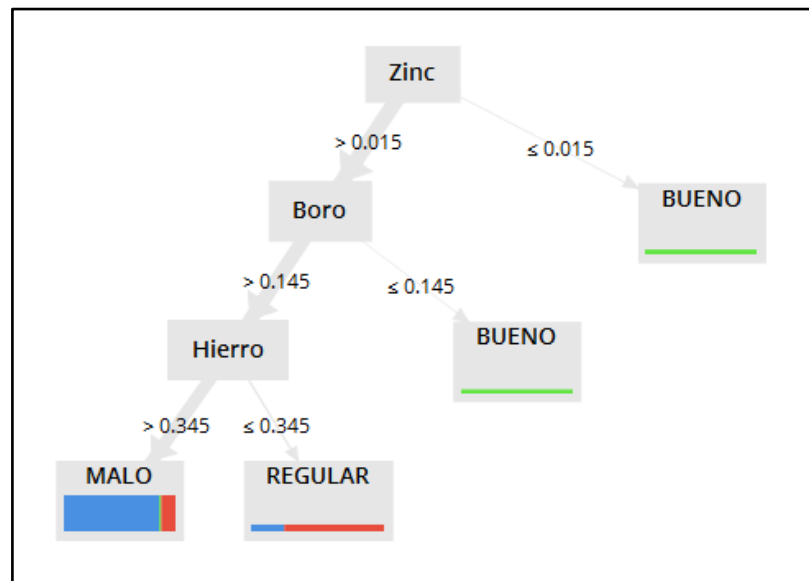 Zinc
> 0.015
≤ 0.015
Boro
BUENO
> 0.145
≤ 0.145
Hierro
BUENO
> 0.345
≤ 0.345
MALO
REGULAR